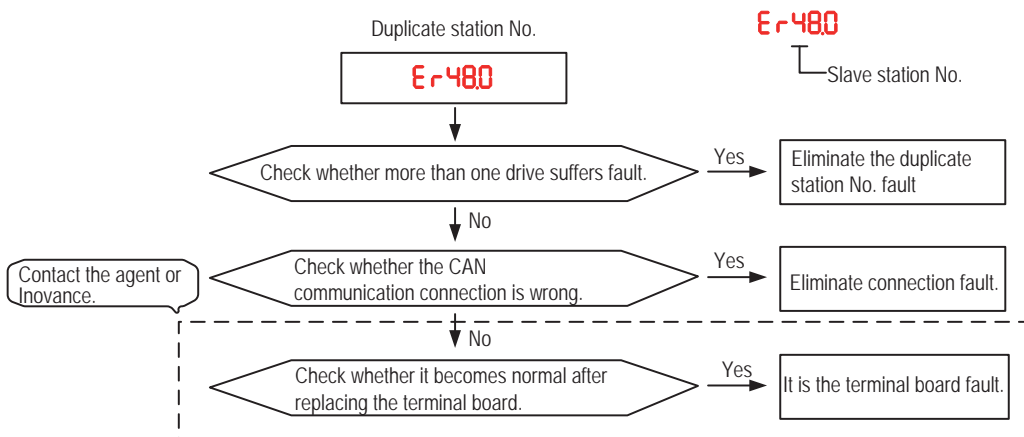 Duplicate station No.
Er48.0
Er48.0
Slave station No.
Check whether more than one drive suffers fault.
Yes
Eliminate the duplicate
station No. fault
No
Contact the agent or
Inovance.
Check whether the CAN
communication connection is wrong.
Yes
Eliminate connection fault.
No
Check whether it becomes normal after
replacing the terminal board.
Yes
It is the terminal board fault.